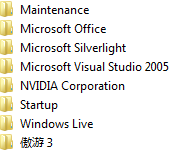 Maintenance
Microsoft Office
Microsoft Silverlight
Microsoft Visual Studio 2005
NVIDIA Corporation
Startup
Windows Live
傲游 3